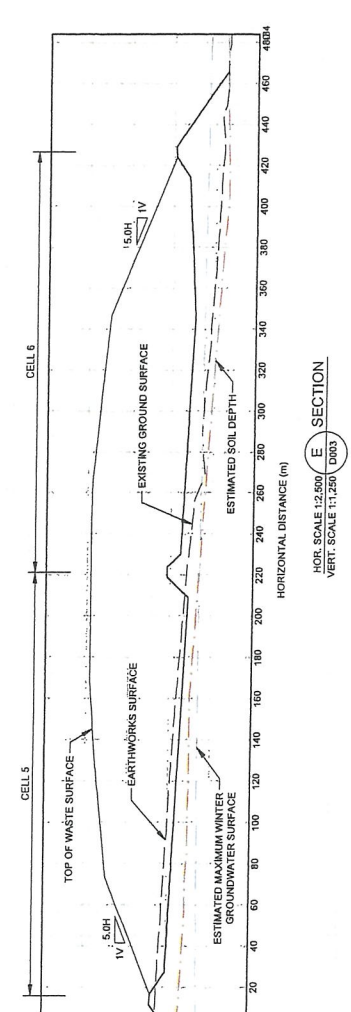 CELL 5
CELL 6
TOP OF WASTE SURFACE
EARTHWORKS SURFACE
EXISTING GROUND SURFACE
5.0H
1V
5.0H
1V
ESTIMATED MAXIMUM WINTER
GROUNDWATER SURFACE
ESTIMATED SOIL DEPTH
20 40 60 80 100 120 140 160 180 200 220 240 260 280 300 320 340 360 380 400 420 440 460 480 484
HORIZONTAL DISTANCE (m)
E SECTION
D003
HOR. SCALE 1:2,500
VERT. SCALE 1:1,250